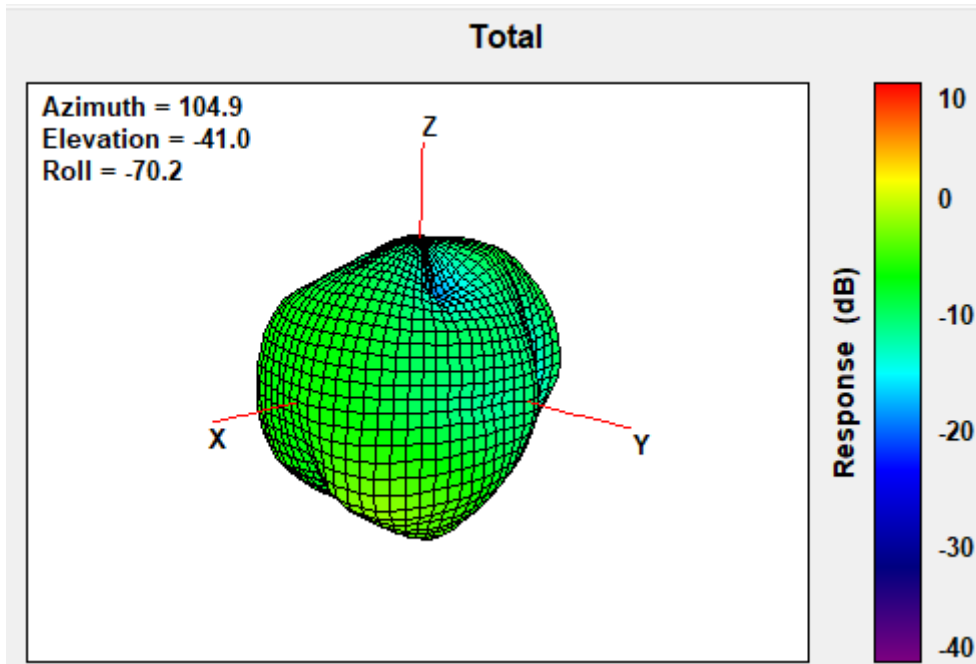 Total
Azimuth = 104.9
Elevation = -41.0
Roll = -70.2
Z
X
Y
10
0
-10
-20
-30
-40
Response (dB)